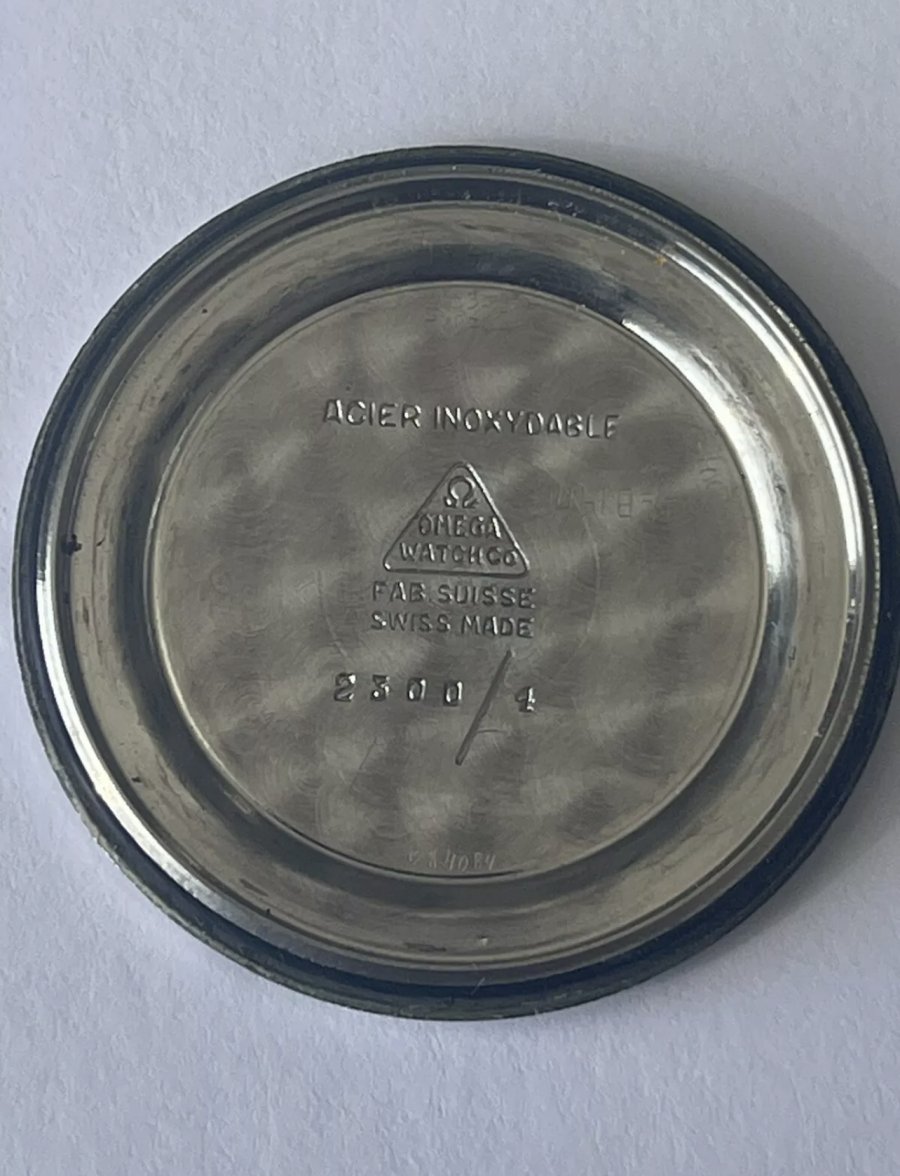 ACIER INOXYDABLE
Ω
OMEGA
WATCH CO
FAB. SUISSE
SWISS MADE
2300/4